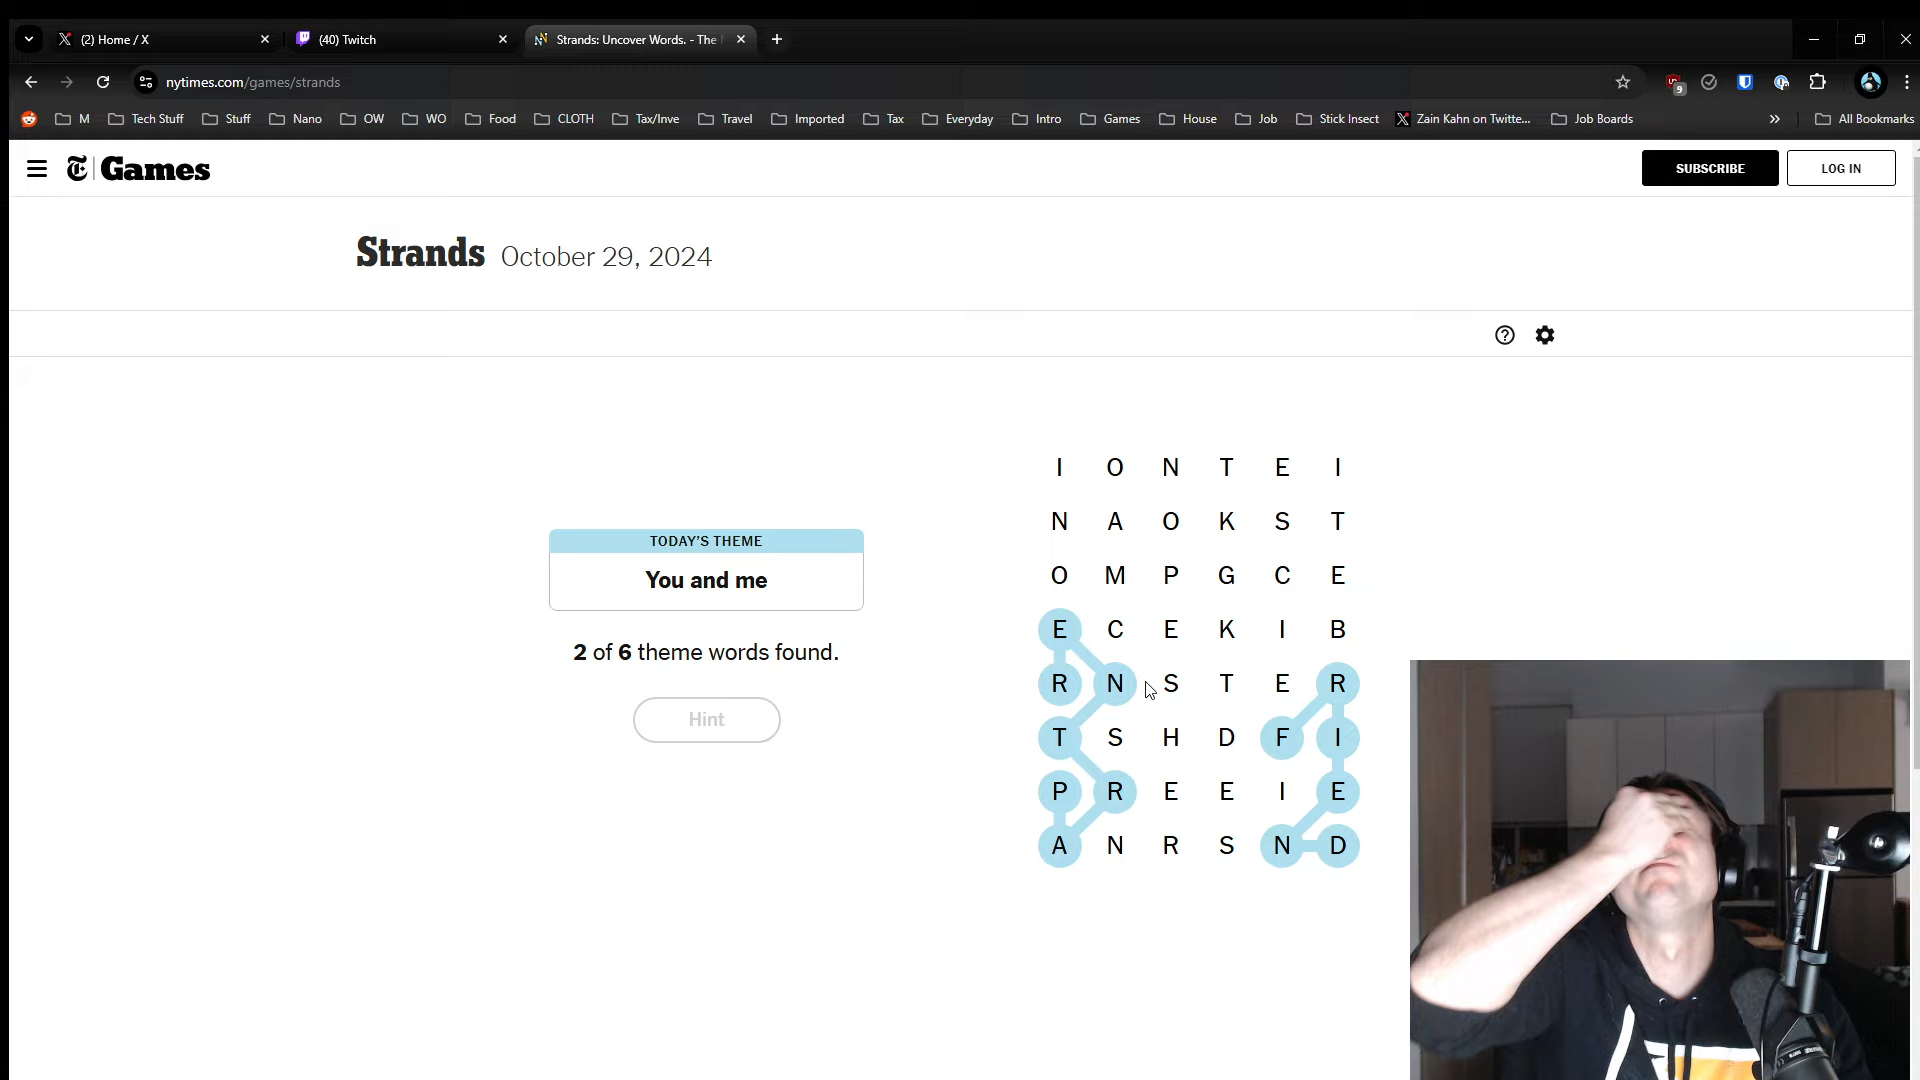 (2) Home / X
(40) Twitch
Strands: Uncover Words. - The
nytimes.com/games/strands
9
M Tech Stuff Stuff Nano OW WO Food CLOTH Tax/Inve Travel Imported Tax Everyday Intro Games House Job Stick Insect Zain Kahn on Twitte... Job Boards » All Bookmarks
T Games
SUBSCRIBE
LOG IN
Strands October 29, 2024
TODAY'S THEME
You and me
2 of 6 theme words found.
Hint
I O N T E I
N A O K S T
O M P G C E
E C E K I B
R N S T E R
T S H D F I
P R E E I E
A N R S N D